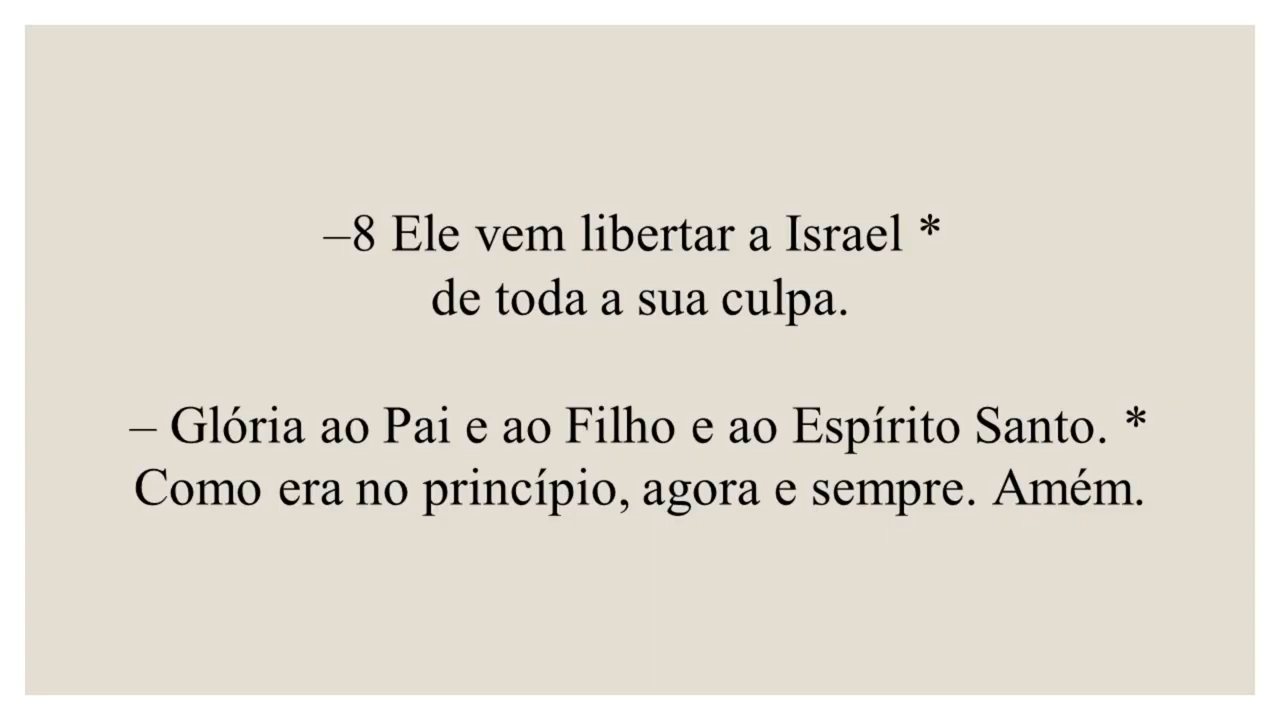 –8 Ele vem libertar a Israel *
de toda a sua culpa.
– Glória ao Pai e ao Filho e ao Espírito Santo. *
Como era no princípio, agora e sempre. Amém.